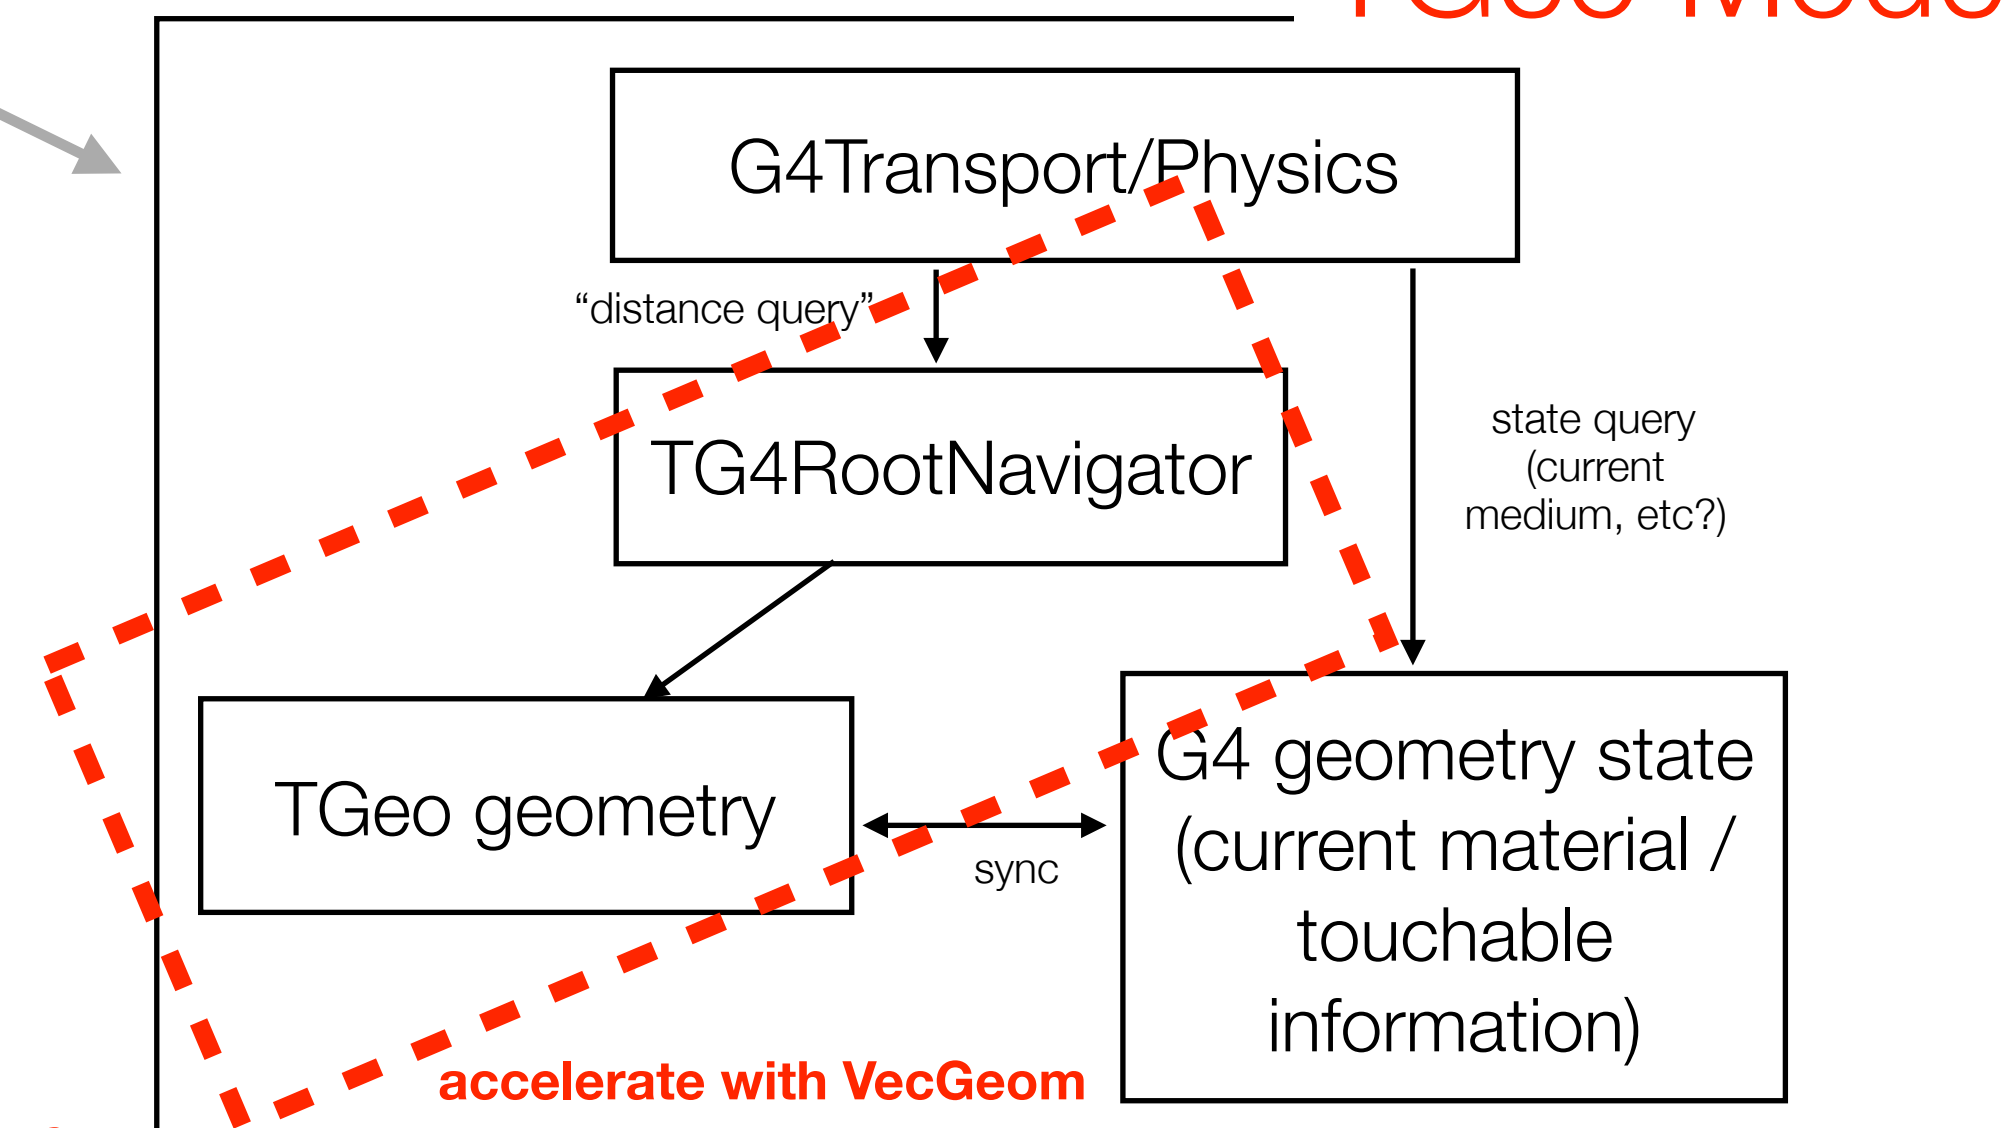 TGeo
G4Transport/Physics
“distance query”
TG4RootNavigator
state query
(current
medium, etc?)
TGeo geometry
sync
G4 geometry state
(current material /
touchable
information)
accelerate with VecGeom